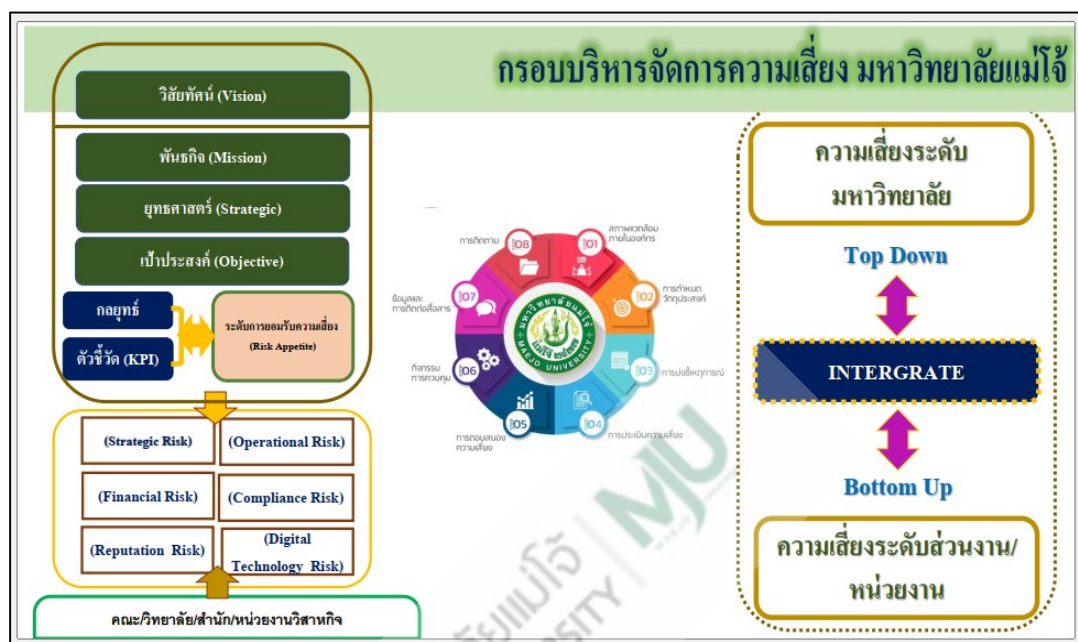 กรอบบริหารจัดการความเสี่ยง มหาวิทยาลัยแม่โจ้
วิสัยทัศน์ (Vision)
พันธกิจ (Mission)
ยุทธศาสตร์ (Strategic)
เป้าประสงค์ (Objective)
กลยุทธ์
ตัวชี้วัด (KPI)
ระดับการยอมรับความเสี่ยง
(Risk Appetite)
(Strategic Risk)
(Operational Risk)
(Financial Risk)
(Compliance Risk)
(Reputation Risk)
(Digital
Technology Risk)
คณะ/วิทยาลัย/สำนัก/หน่วยงานวิสาหกิจ
01
สภาพแวดล้อม
ภายในองค์กร
02
การกำหนด
วัตถุประสงค์
03
การบ่งชี้เหตุการณ์
04
การประเมินความเสี่ยง
05
การตอบสนอง
ความเสี่ยง
06
กิจกรรม
การควบคุม
07
ข้อมูลและ
การติดต่อสื่อสาร
08
การติดตาม
มหาวิทยาลัยแม่โจ้
MAEJO UNIVERSITY
ความเสี่ยงระดับ
มหาวิทยาลัย
Top Down
INTERGRATE
Bottom Up
ความเสี่ยงระดับส่วนงาน/
หน่วยงาน
MJU